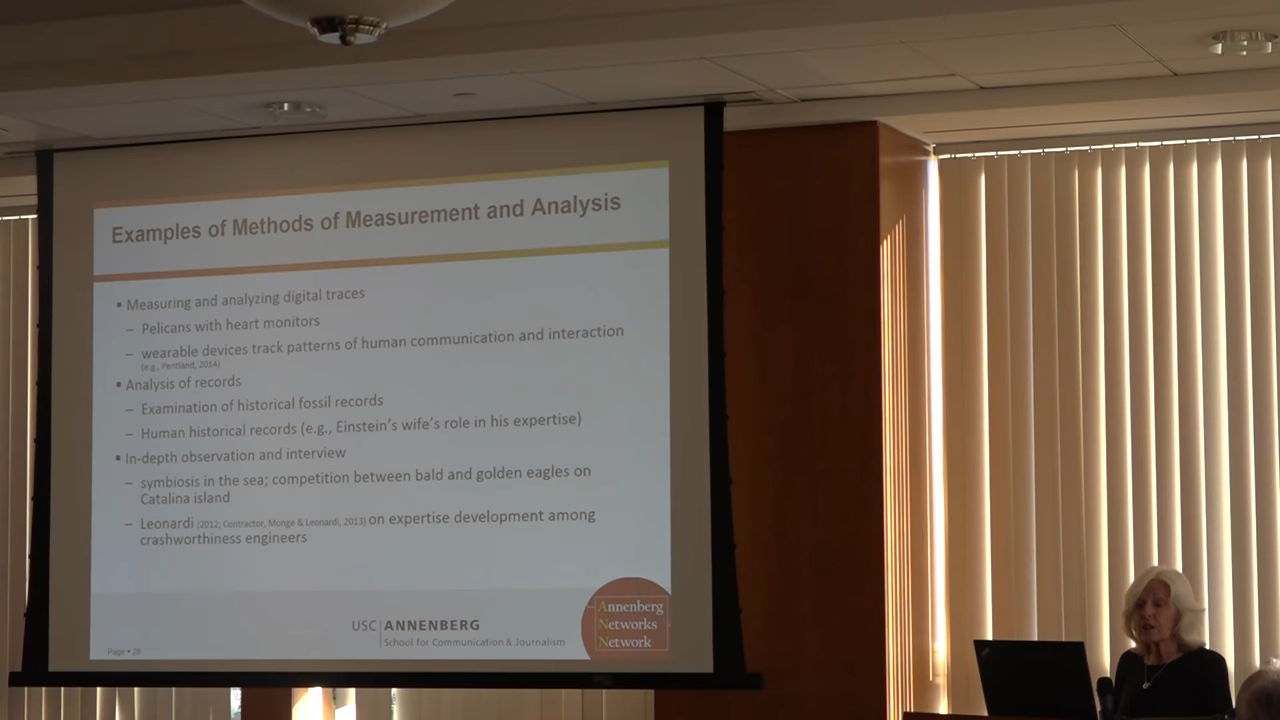 Examples of Methods of Measurement and Analysis
▪ Measuring and analyzing digital traces
– Pelicans with heart monitors
– wearable devices track patterns of human communication and interaction
(e.g., Pentland, 2014)
▪ Analysis of records
– Examination of historical fossil records
– Human historical records (e.g., Einstein's wife's role in his expertise)
▪ In-depth observation and interview
– symbiosis in the sea; competition between bald and golden eagles on
Catalina island
– Leonardi (2012; Contractor, Monge & Leonardi, 2013) on expertise development among
crashworthiness engineers
USC ANNENBERG
School for Communication & Journalism
Annenberg
Networks
Network
Page ▪ 28